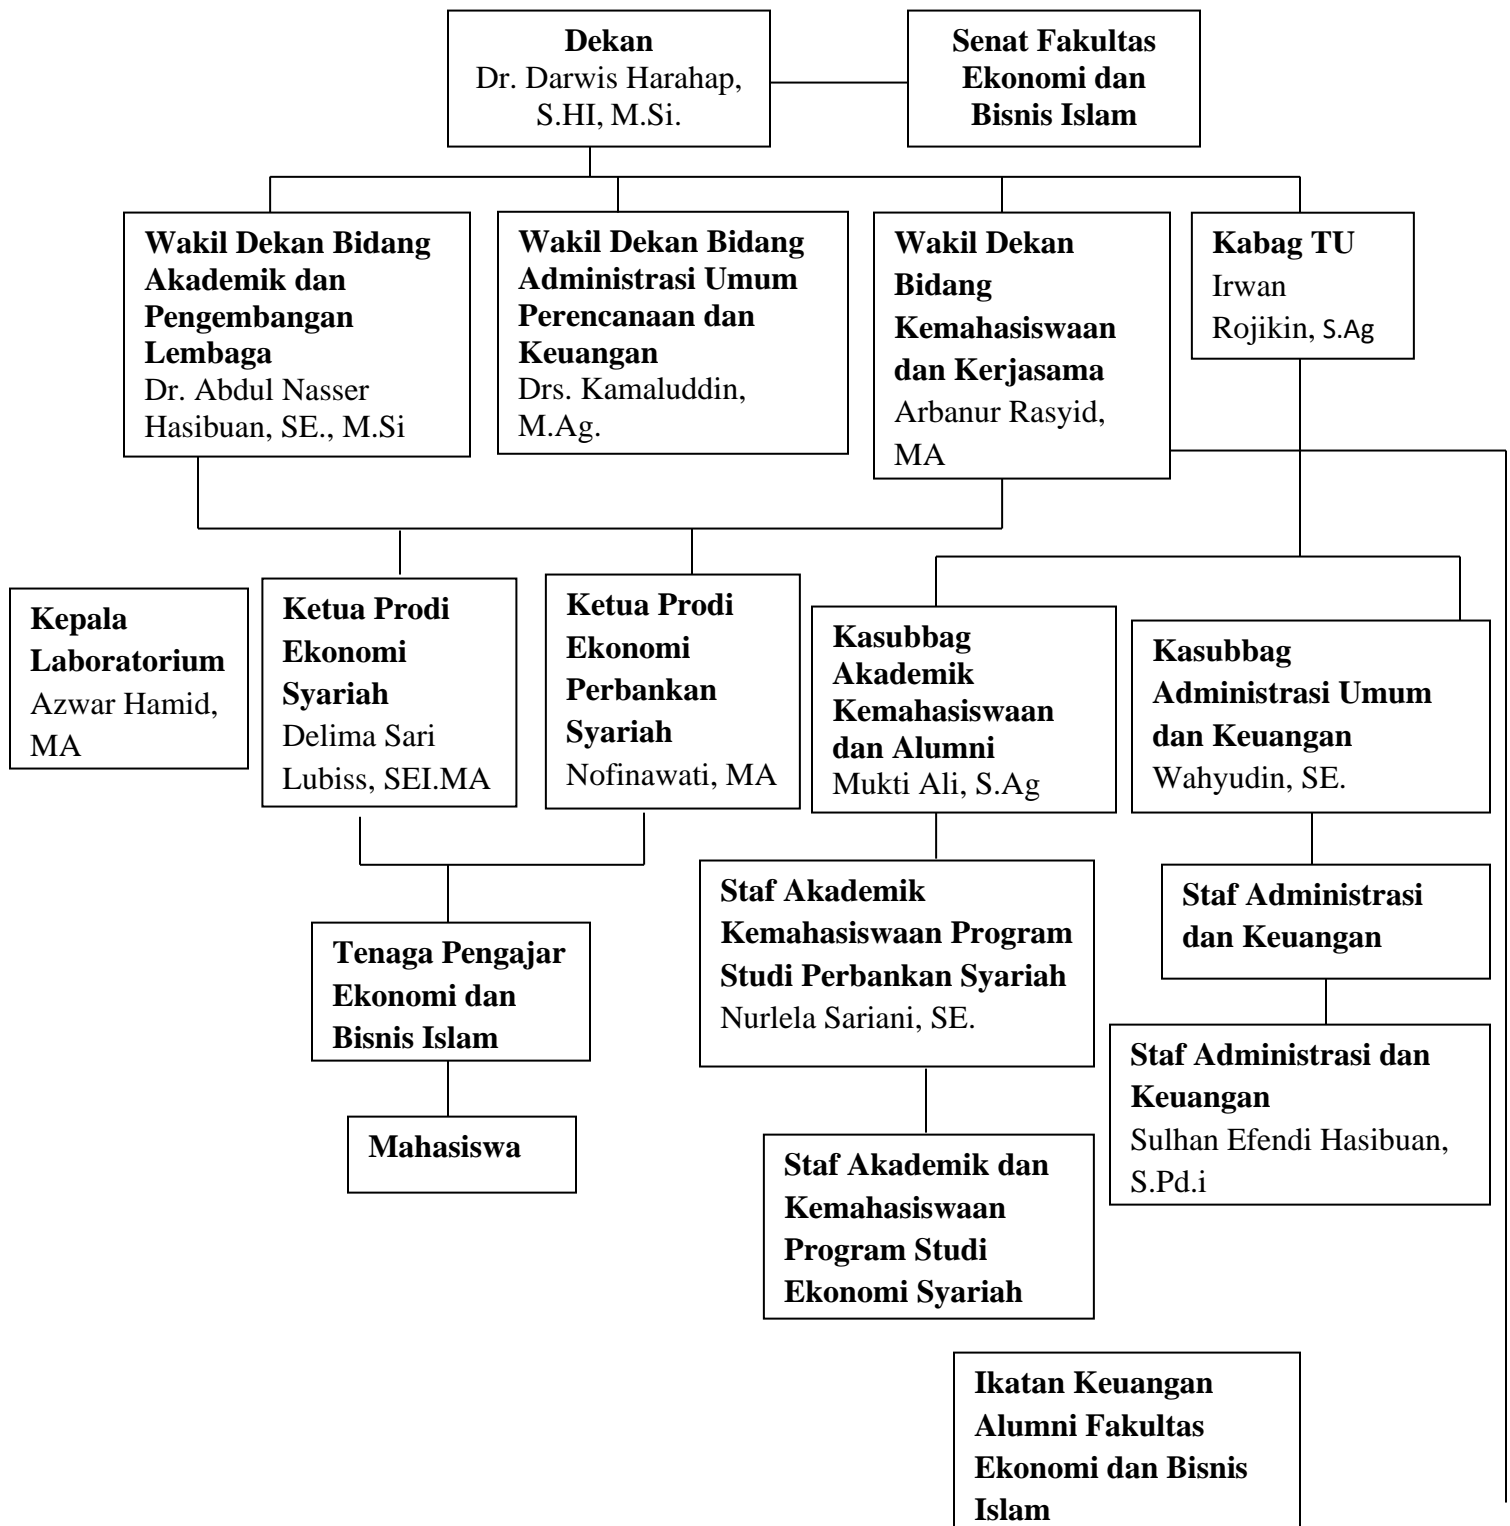 Dekan
Dr. Darwis Harahap,
S.HI, M.Si.
Senat Fakultas
Ekonomi dan
Bisnis Islam
Wakil Dekan Bidang
Akademik dan
Pengembangan
Lembaga
Dr. Abdul Nasser
Hasibuan, SE., M.Si
Wakil Dekan Bidang
Administrasi Umum
Perencanaan dan
Keuangan
Drs. Kamaluddin,
M.Ag.
Wakil Dekan
Bidang
Kemahasiswaan
dan Kerjasama
Arbanur Rasyid,
MA
Kabag TU
Irwan
Rojikin, S.Ag
Kepala
Laboratorium
Azwar Hamid,
MA
Ketua Prodi
Ekonomi
Syariah
Delima Sari
Lubiss, SEI.MA
Ketua Prodi
Ekonomi
Perbankan
Syariah
Nofinawati, MA
Kasubbag
Akademik
Kemahasiswaan
dan Alumni
Mukti Ali, S.Ag
Kasubbag
Administrasi Umum
dan Keuangan
Wahyudin, SE.
Tenaga Pengajar
Ekonomi dan
Bisnis Islam
Staf Akademik
Kemahasiswaan Program
Studi Perbankan Syariah
Nurlela Sariani, SE.
Staf Administrasi
dan Keuangan
Staf Administrasi dan
Keuangan
Sulhan Efendi Hasibuan,
S.Pd.i
Mahasiswa
Staf Akademik dan
Kemahasiswaan
Program Studi
Ekonomi Syariah
Ikatan Keuangan
Alumni Fakultas
Ekonomi dan Bisnis
Islam